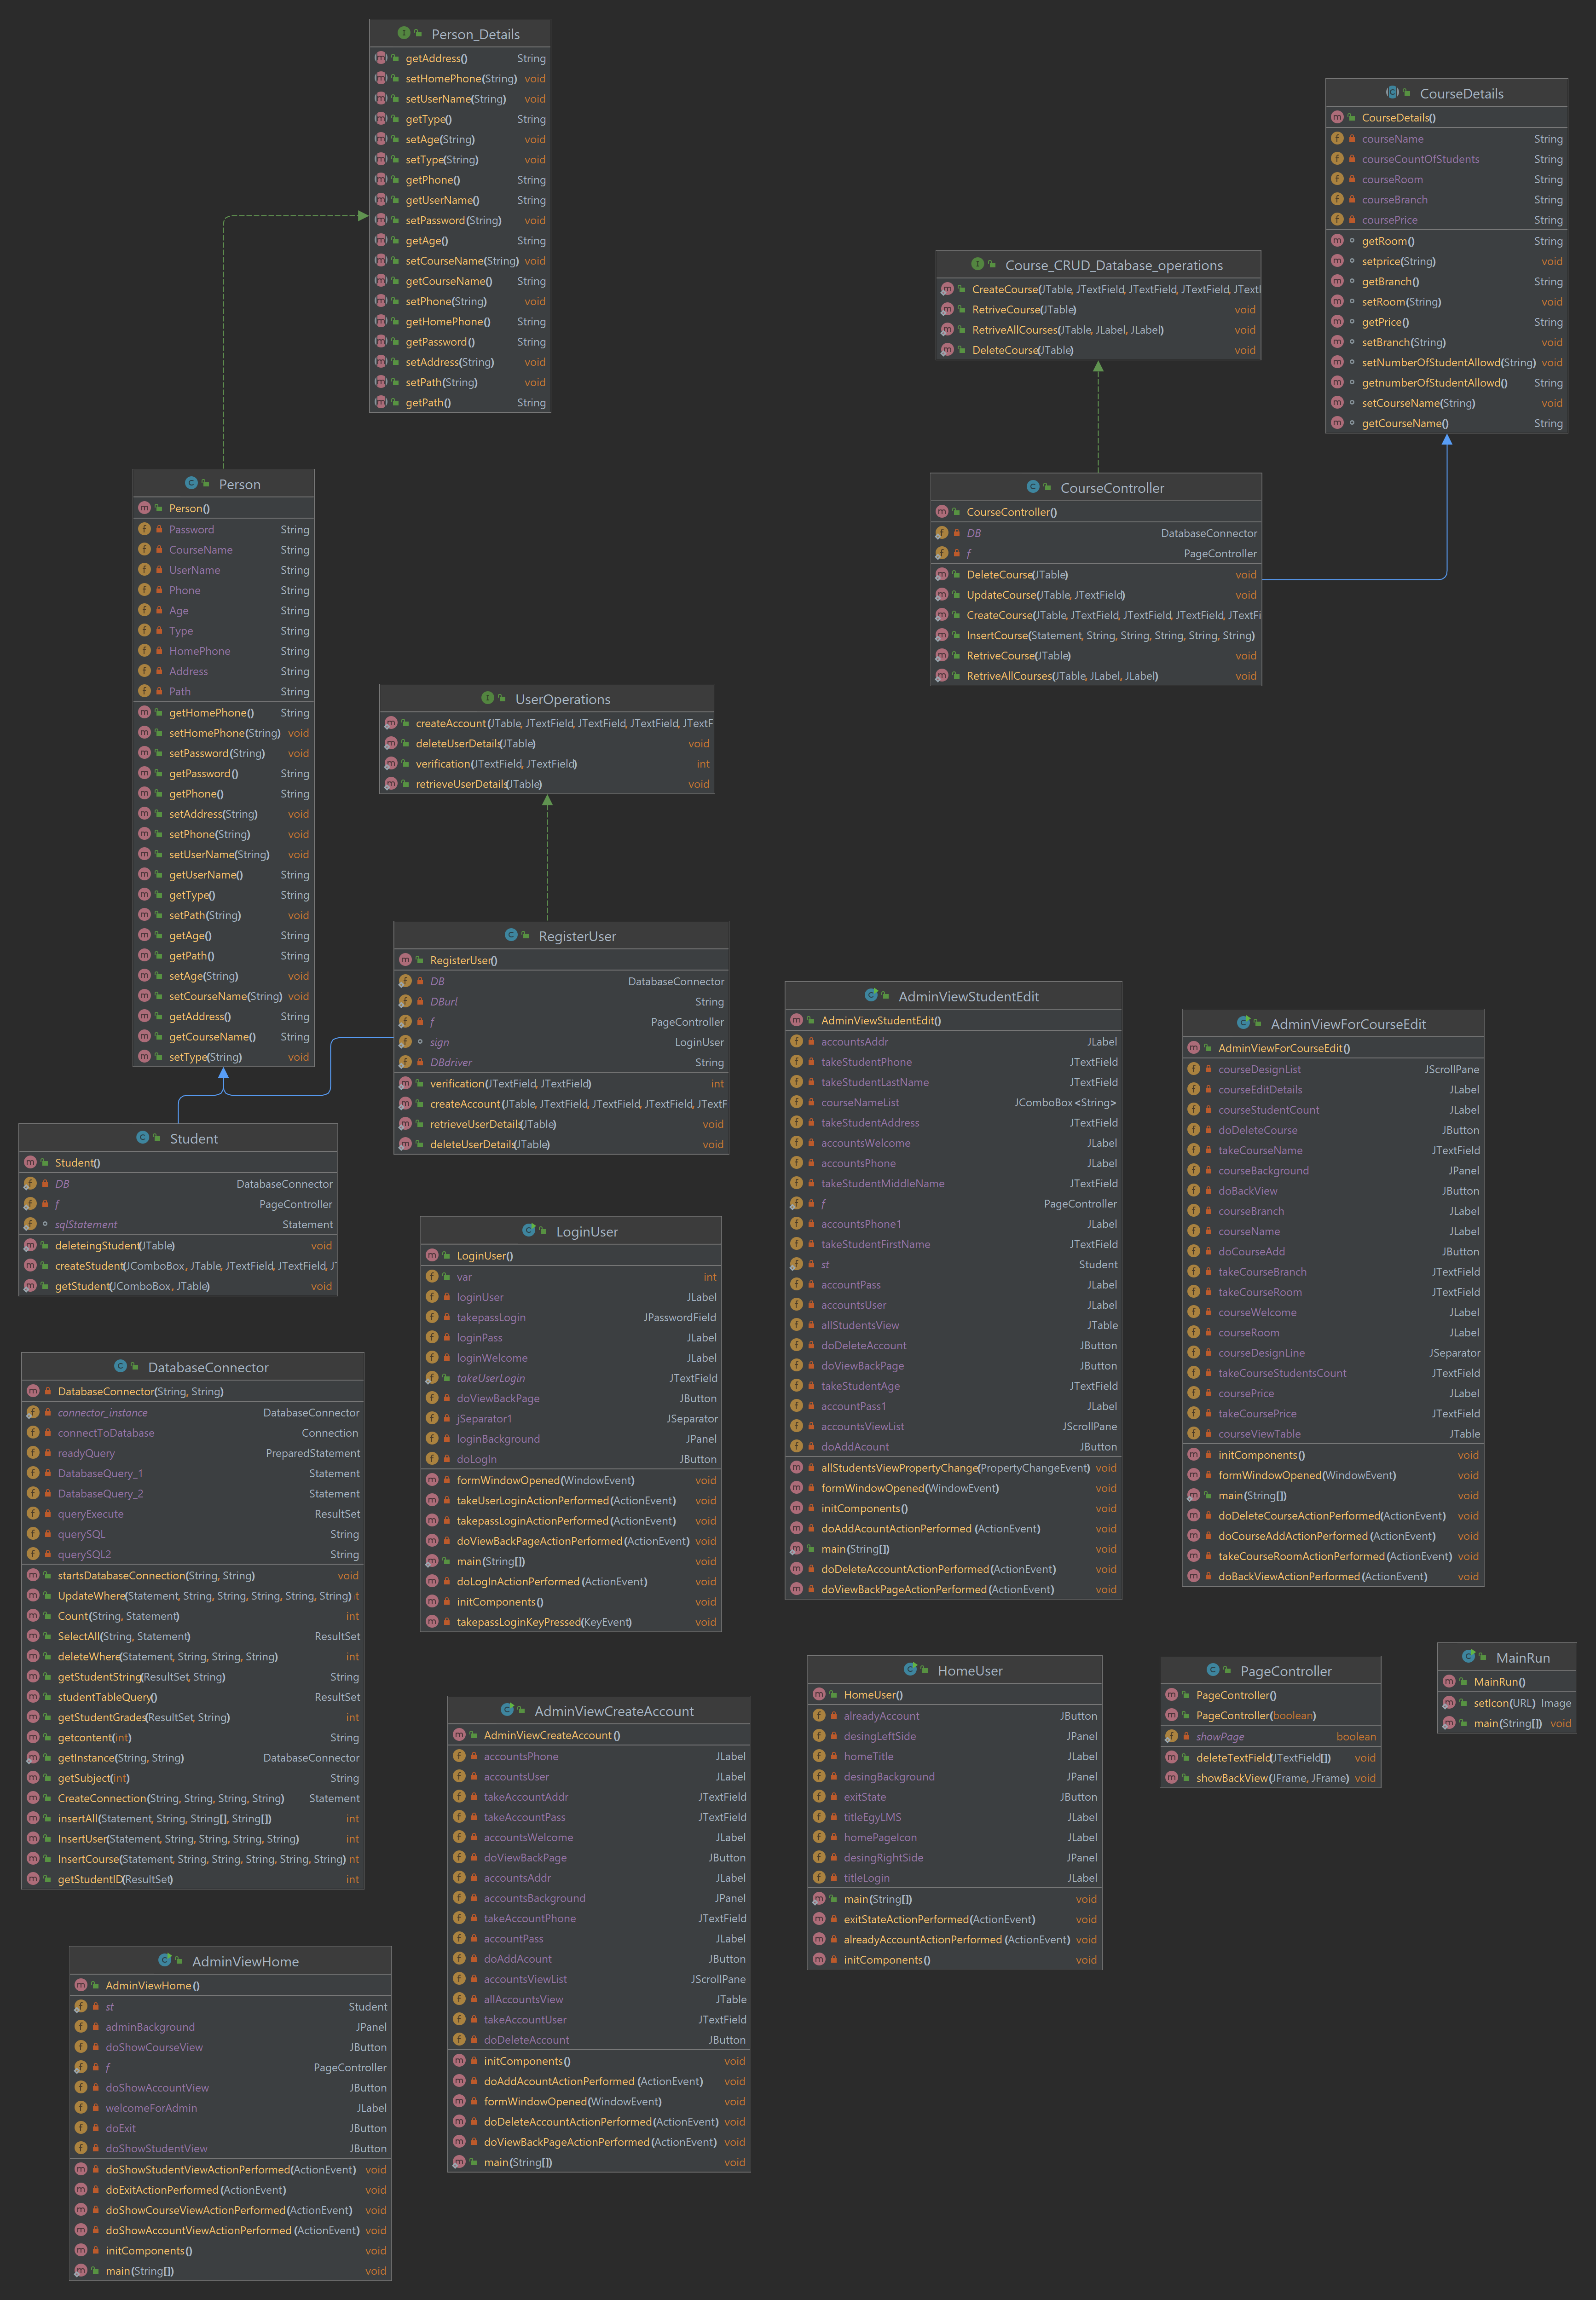 Person_Details
getAddress() String
setHomePhone(String) void
setUserName(String) void
getType() String
setAge(String) void
setType(String) void
getPhone() String
getUserName() String
setPassword(String) void
getAge() String
setCourseName(String) void
getCourseName() String
setPhone(String) void
getHomePhone() String
getPassword() String
setAddress(String) void
setPath(String) void
getPath() String
CourseDetails
CourseDetails()
courseName String
courseCountOfStudents String
courseRoom String
courseBranch String
coursePrice String
getRoom() String
setprice(String) void
getBranch() String
setRoom(String) void
getPrice() String
setBranch(String) void
setNumberOfStudentAllowd(String) void
getnumberOfStudentAllowd() String
setCourseName(String) void
getCourseName() String
Course_CRUD_Database_operations
CreateCourse(JTable, JTextField, JTextField, JTextField, JTextI
RetriveCourse(JTable) void
RetriveAllCourses(JTable, JLabel, JLabel) void
DeleteCourse(JTable) void
Person
Person()
Password String
CourseName String
UserName String
Phone String
Age String
Type String
HomePhone String
Address String
Path String
getHomePhone() String
setHomePhone(String) void
setPassword(String) void
getPassword() String
getPhone() String
setAddress(String) void
setPhone(String) void
setUserName(String) void
getUserName() String
getType() String
setPath(String) void
getAge() String
getPath() String
setAge(String) void
setCourseName(String) void
getAddress() String
getCourseName() String
setType(String) void
CourseController
CourseController()
DB DatabaseConnector
f PageController
DeleteCourse(JTable) void
UpdateCourse(JTable, JTextField) void
CreateCourse(JTable, JTextField, JTextField, JTextField, JTextFi
InsertCourse(Statement, String, String, String, String, String)
RetriveCourse(JTable) void
RetriveAllCourses(JTable, JLabel, JLabel) void
UserOperations
createAccount(JTable, JTextField, JTextField, JTextField, JTextF
deleteUserDetails(JTable) void
verification(JTextField, JTextField) int
retrieveUserDetails(JTable) void
RegisterUser
RegisterUser()
DB DatabaseConnector
DBurl String
f PageController
sign LoginUser
DBdriver String
verification(JTextField, JTextField) int
createAccount(JTable, JTextField, JTextField, JTextField, JTextF
retrieveUserDetails(JTable) void
deleteUserDetails(JTable) void
AdminViewStudentEdit
AdminViewStudentEdit()
accountsAddr JLabel
takeStudentPhone JTextField
takeStudentLastName JTextField
courseNameList JComboBox<String>
takeStudentAddress JTextField
accountsWelcome JLabel
accountsPhone JLabel
takeStudentMiddleName JTextField
f PageController
accountsPhone1 JLabel
takeStudentFirstName JTextField
st Student
accountPass JLabel
accountsUser JLabel
allStudentsView JTable
doDeleteAccount JButton
doViewBackPage JButton
takeStudentAge JTextField
accountPass1 JLabel
accountsViewList JScrollPane
doAddAcount JButton
allStudentsViewPropertyChange(PropertyChangeEvent) void
formWindowOpened(WindowEvent) void
initComponents() void
doAddAcountActionPerformed(ActionEvent) void
main(String[]) void
doDeleteAccountActionPerformed(ActionEvent) void
doViewBackPageActionPerformed(ActionEvent) void
AdminViewForCourseEdit
AdminViewForCourseEdit()
courseDesignList JScrollPane
courseEditDetails JLabel
courseStudentCount JLabel
doDeleteCourse JButton
takeCourseName JTextField
courseBackground JPanel
doBackView JButton
courseBranch JLabel
courseName JLabel
doCourseAdd JButton
takeCourseBranch JTextField
takeCourseRoom JTextField
courseWelcome JLabel
courseRoom JLabel
courseDesignLine JSeparator
takeCourseStudentsCount JTextField
coursePrice JLabel
takeCoursePrice JTextField
courseViewTable JTable
initComponents() void
formWindowOpened(WindowEvent) void
main(String[]) void
doDeleteCourseActionPerformed(ActionEvent) void
doCourseAddActionPerformed(ActionEvent) void
takeCourseRoomActionPerformed(ActionEvent) void
doBackViewActionPerformed(ActionEvent) void
Student
Student()
DB DatabaseConnector
f PageController
sqlStatement Statement
deleteingStudent(JTable) void
createStudent(JComboBox, JTable, JTextField, JTextField, J
getStudent(JComboBox, JTable) void
LoginUser
LoginUser()
var int
loginUser JLabel
takepassLogin JPasswordField
loginPass JLabel
loginWelcome JLabel
takeUserLogin JTextField
doViewBackPage JButton
jSeparator1 JSeparator
loginBackground JPanel
doLogIn JButton
formWindowOpened(WindowEvent) void
takeUserLoginActionPerformed(ActionEvent) void
takepassLoginActionPerformed(ActionEvent) void
doViewBackPageActionPerformed(ActionEvent) void
main(String[]) void
doLogInActionPerformed(ActionEvent) void
initComponents() void
takepassLoginKeyPressed(KeyEvent) void
DatabaseConnector
DatabaseConnector(String, String)
connector_instance DatabaseConnector
connectToDatabase Connection
readyQuery PreparedStatement
DatabaseQuery_1 Statement
DatabaseQuery_2 Statement
queryExecute ResultSet
querySQL String
querySQL2 String
startsDatabaseConnection(String, String) void
UpdateWhere(Statement, String, String, String, String, String) t
Count(String, Statement) int
SelectAll(String, Statement) ResultSet
deleteWhere(Statement, String, String, String) int
getStudentString(ResultSet, String) String
studentTableQuery() ResultSet
getStudentGrades(ResultSet, String) int
getcontent(int) String
getInstance(String, String) DatabaseConnector
getSubject(int) String
CreateConnection(String, String, String, String) Statement
insertAll(Statement, String, String[], String[]) int
InsertUser(Statement, String, String, String, String) int
InsertCourse(Statement, String, String, String, String, String) nt
getStudentID(ResultSet) int
HomeUser
HomeUser()
alreadyAccount JButton
desingLeftSide JPanel
homeTitle JLabel
desingBackground JPanel
exitState JButton
titleEgyLMS JLabel
homePageIcon JLabel
desingRightSide JPanel
titleLogin JLabel
main(String[]) void
exitStateActionPerformed(ActionEvent) void
alreadyAccountActionPerformed(ActionEvent) void
initComponents() void
PageController
PageController()
PageController(boolean)
showPage boolean
deleteTextField(JTextField[]) void
showBackView(JFrame, JFrame) void
MainRun
MainRun()
setIcon(URL) Image
main(String[]) void
AdminViewCreateAccount
AdminViewCreateAccount()
accountsPhone JLabel
accountsUser JLabel
takeAccountAddr JTextField
takeAccountPass JTextField
accountsWelcome JLabel
doViewBackPage JButton
accountsAddr JLabel
accountsBackground JPanel
takeAccountPhone JTextField
accountPass JLabel
doAddAcount JButton
accountsViewList JScrollPane
allAccountsView JTable
takeAccountUser JTextField
doDeleteAccount JButton
initComponents() void
doAddAcountActionPerformed(ActionEvent) void
formWindowOpened(WindowEvent) void
doDeleteAccountActionPerformed(ActionEvent) void
doViewBackPageActionPerformed(ActionEvent) void
main(String[]) void
AdminViewHome
AdminViewHome()
st Student
adminBackground JPanel
doShowCourseView JButton
f PageController
doShowAccountView JButton
welcomeForAdmin JLabel
doExit JButton
doShowStudentView JButton
doShowStudentViewActionPerformed(ActionEvent) void
doExitActionPerformed(ActionEvent) void
doShowCourseViewActionPerformed(ActionEvent) void
doShowAccountViewActionPerformed(ActionEvent) void
initComponents() void
main(String[]) void